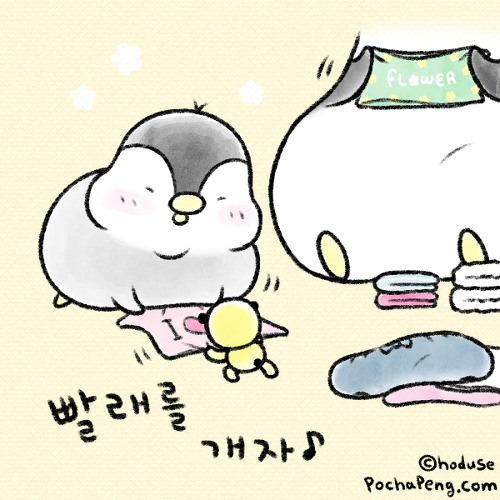 FLOWER
I
빨래를
개자♪
©hoduse
PochaPeng.com